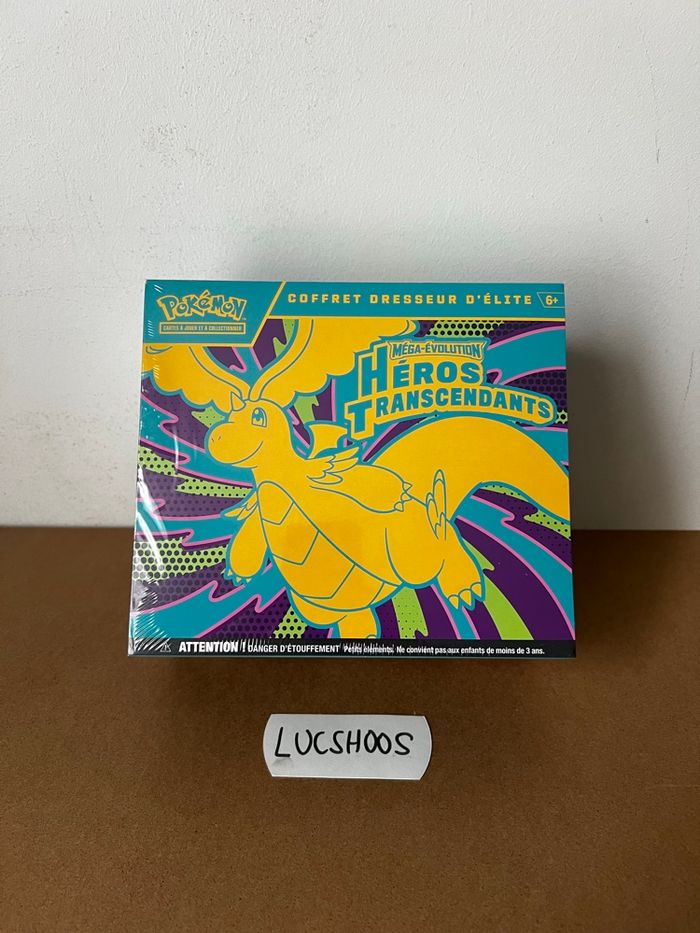 POKéMON
CARTES À JOUER ET À COLLECTIONNER
COFFRET DRESSEUR D'ÉLITE 6+
MÉGA-ÉVOLUTION
HÉROS
TRANSCENDANTS
ATTENTION ! DANGER D'ÉTOUFFEMENT Petits éléments. Ne convient pas aux enfants de moins de 3 ans.
LUCSHOOS